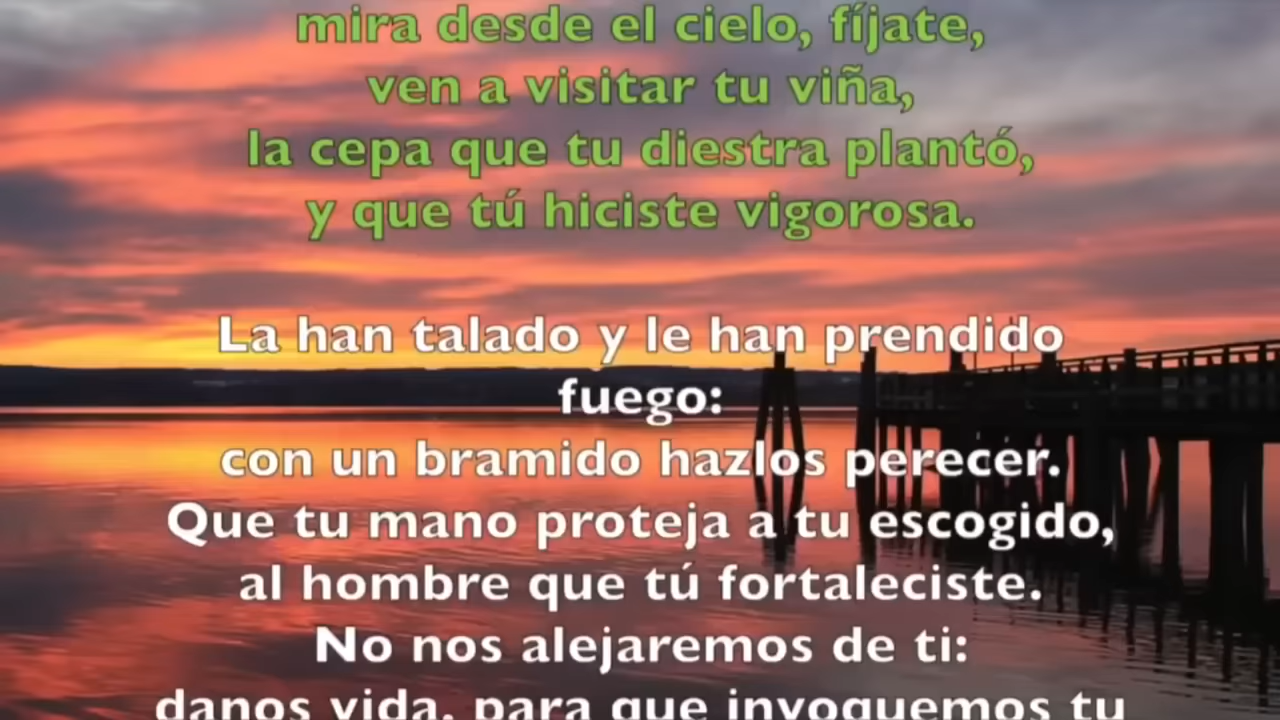 mira desde el cielo, fíjate,
ven a visitar tu viña,
la cepa que tu diestra plantó,
y que tú hiciste vigorosa.
La han talado y le han prendido
fuego:
con un bramido hazlos perecer.
Que tu mano proteja a tu escogido,
al hombre que tú fortaleciste.
No nos alejaremos de ti:
danos vida, para que invoquemos tu